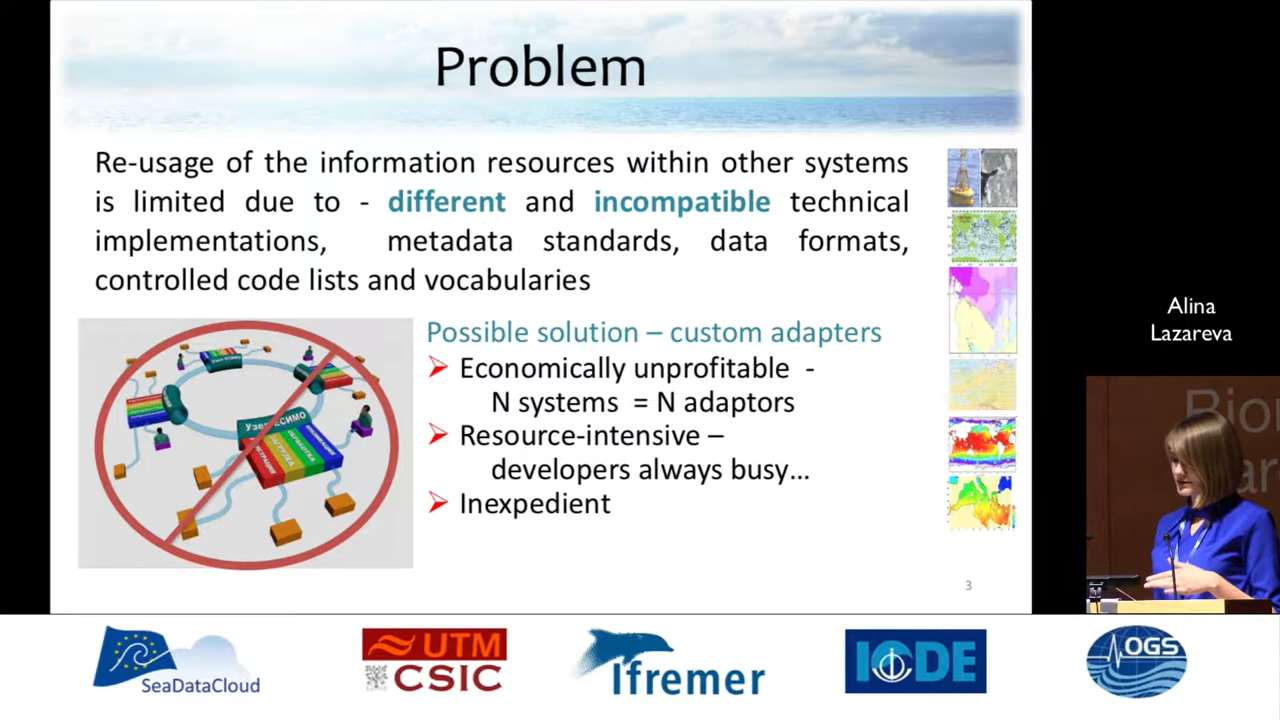 Problem
Re-usage of the information resources within other systems
is limited due to - different and incompatible technical
implementations, metadata standards, data formats,
controlled code lists and vocabularies
Possible solution – custom adapters
Economically unprofitable -
N systems = N adaptors
Resource-intensive –
developers always busy...
Inexpedient
3
Alina
Lazareva
SeaDataCloud
UTM
CSIC
Ifremer
IODE
OGS